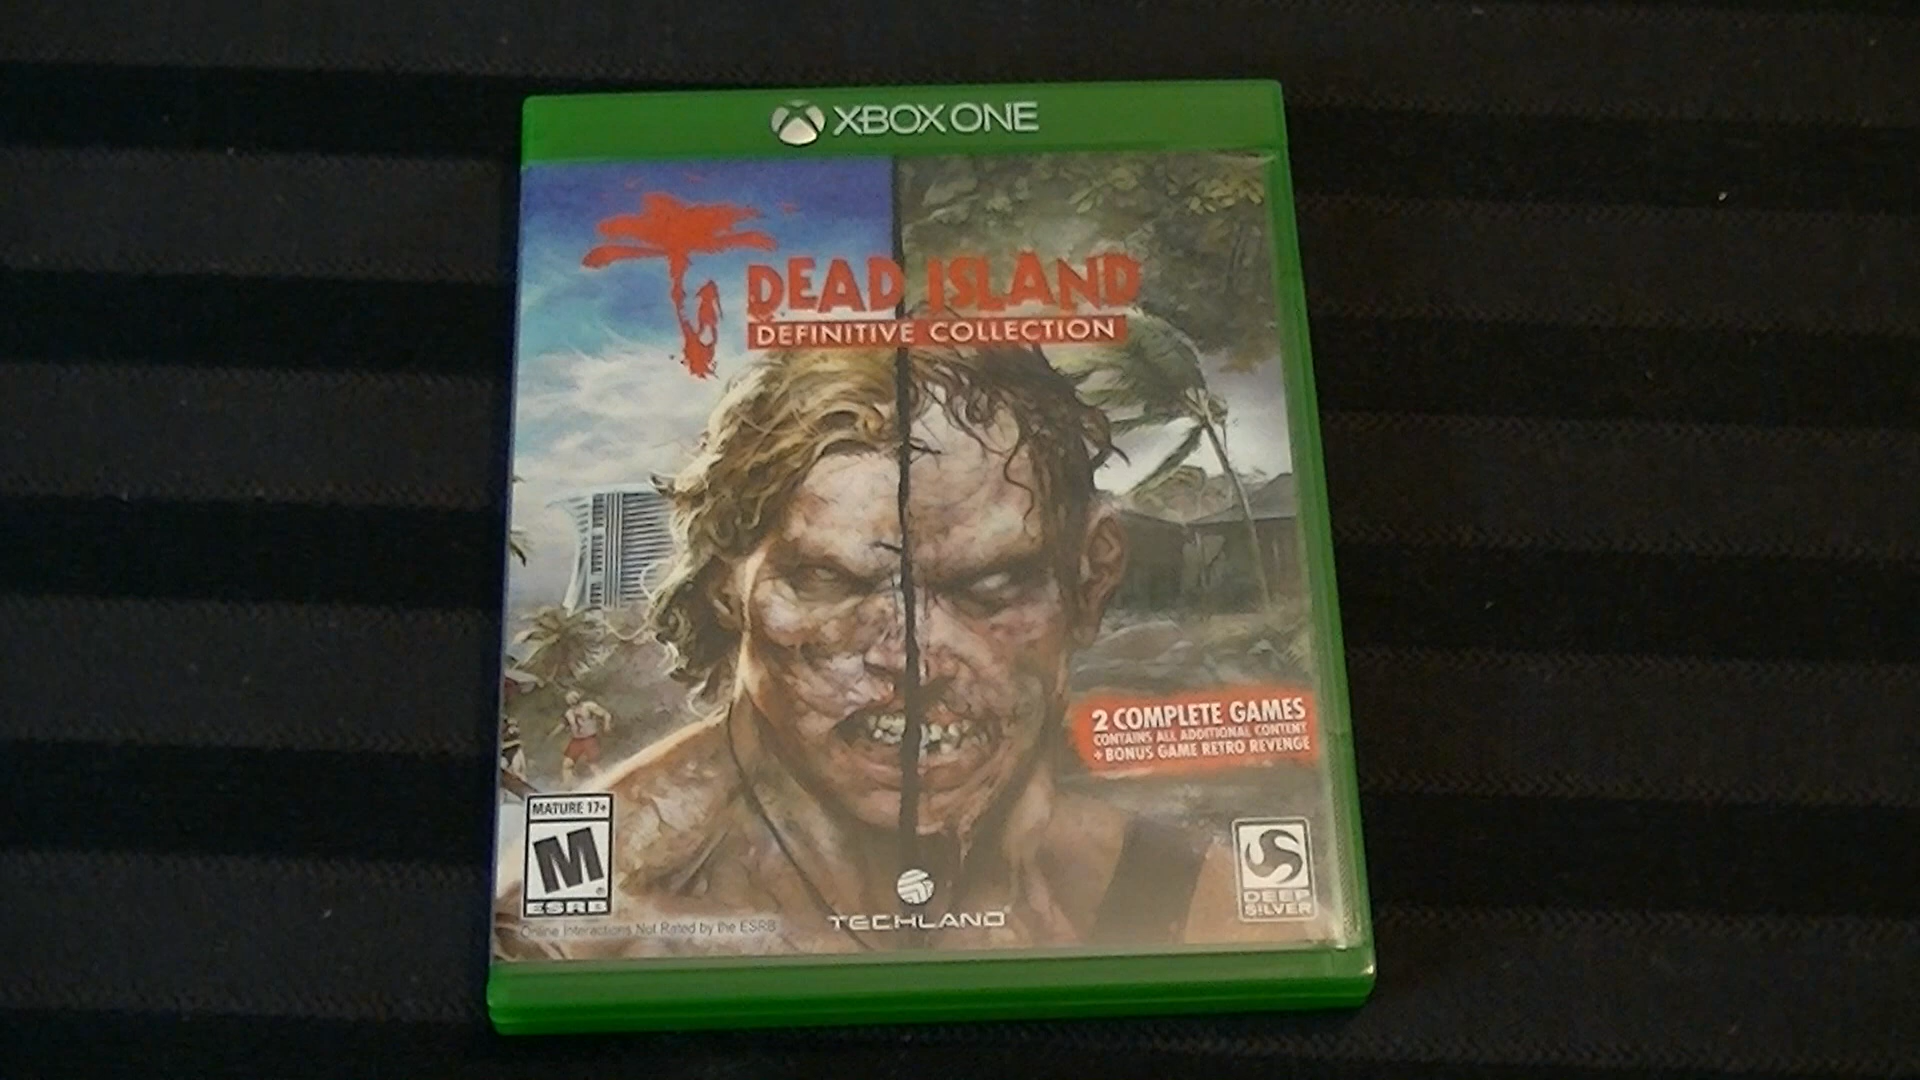 XBOX ONE
DEAD ISLAND
DEFINITIVE COLLECTION
2 COMPLETE GAMES
CONTAINS ALL ADDITIONAL CONTENT
+ BONUS GAME RETRO REVENGE
MATURE 17+
M
ESRB
Online Interactions Not Rated by the ESRB
TECHLAND
DEEP
SILVER